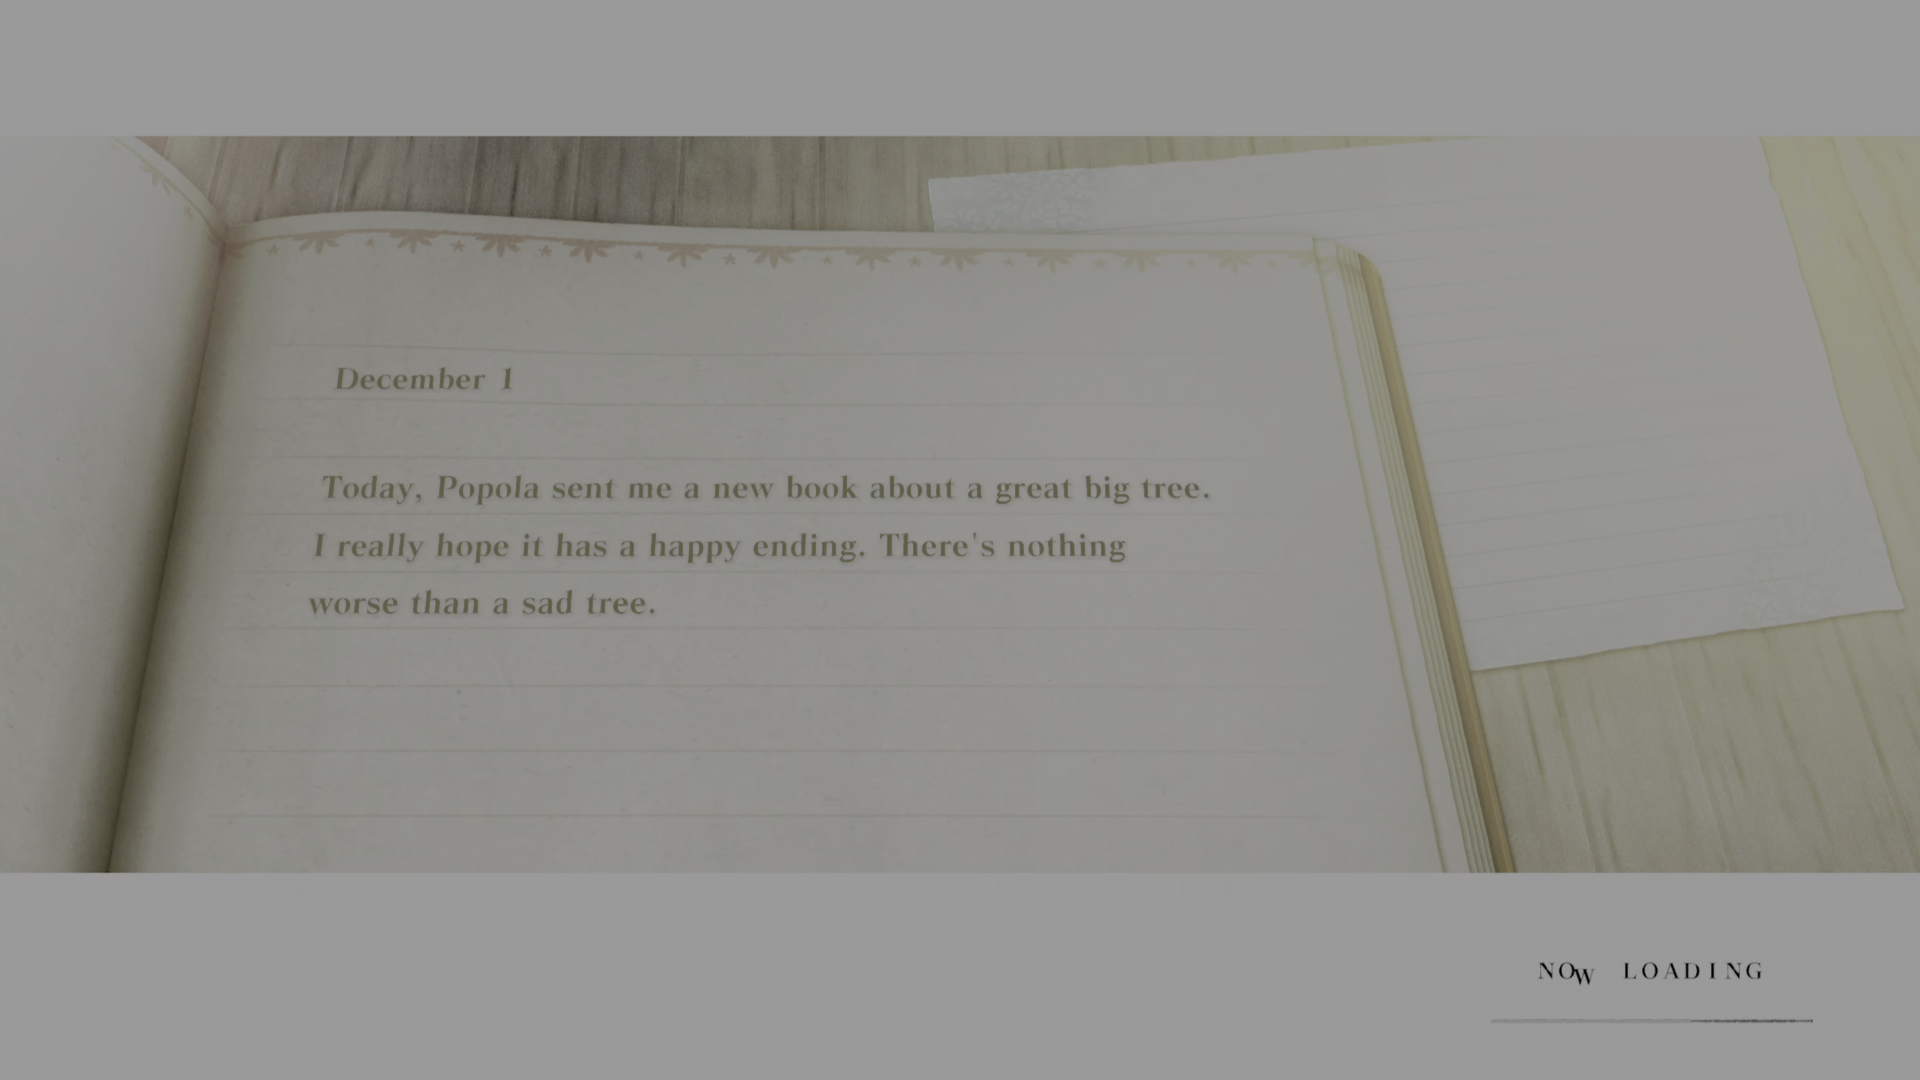 December 1
Today, Popola sent me a new book about a great big tree.
I really hope it has a happy ending. There's nothing
worse than a sad tree.
NOW LOADING